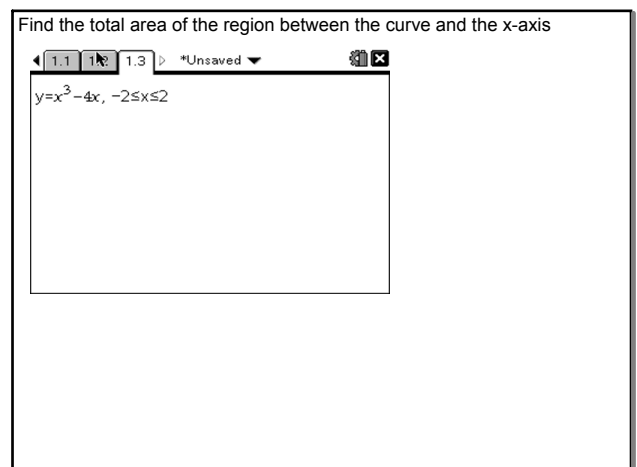 Find the total area of the region between the curve and the x-axis
1.1 1.3 *Unsaved
y=x³−4x, −2≤x≤2